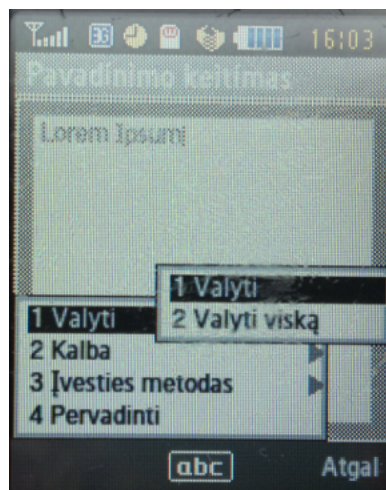 36 16:03
Pavadinimo keitimas
Lorem Ipsum
1 Valyti
2 Valyti viską
1 Valyti
2 Kalba
3 Įvesties metodas
4 Pervadinti
abc Atgal